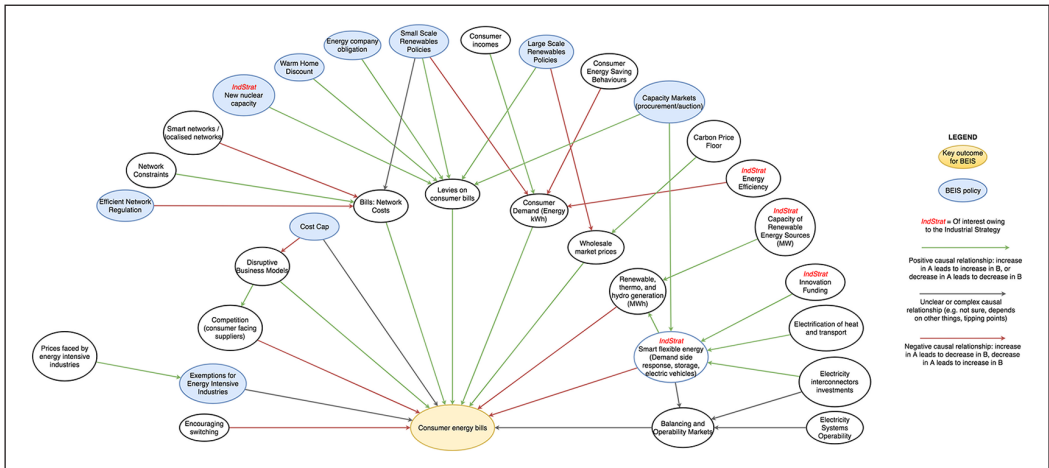 Energy company
obligation
Small Scale
Renewables
Policies
Consumer
incomes
Large Scale
Renewables
Policies
Warm Home
Discount
Consumer
Energy Saving
Behaviours
IndStrat
New nuclear
capacity
Capacity Markets
(procurement/auction)
Smart networks /
localised networks
Carbon Price
Floor
Network
Constraints
IndStrat
Energy
Efficiency
Efficient Network
Regulation
Bills: Network
Costs
Levies on
consumer bills
Consumer
Demand (Energy
kWh)
Cost Cap
Wholesale
market prices
IndStrat
Capacity of
Renewable
Energy Sources
(MW)
Disruptive
Business Models
Renewable,
thermo, and
hydro generation
(MWh)
IndStrat
Innovation
Funding
Competition
(consumer facing
suppliers)
Electrification of heat
and transport
Prices faced by
energy intensive
industries
IndStrat
Smart flexible energy
(Demand side
response, storage,
electric vehicles)
Exemptions for
Energy Intensive
Industries
Electricity
interconnectors
investments
Encouraging
switching
Consumer energy bills
Balancing and
Operability Markets
Electricity
Systems
Operability
LEGEND
Key outcome
for BEIS
BEIS policy
IndStrat = Of interest owing
to the Industrial Strategy
Positive causal relationship: increase
in A leads to increase in B, or
decrease in A leads to decrease in B
Unclear or complex causal
relationship (e.g. not sure, depends
on other things, tipping points)
Negative causal relationship: increase
in A leads to decrease in B, decrease
in A leads to increase in B